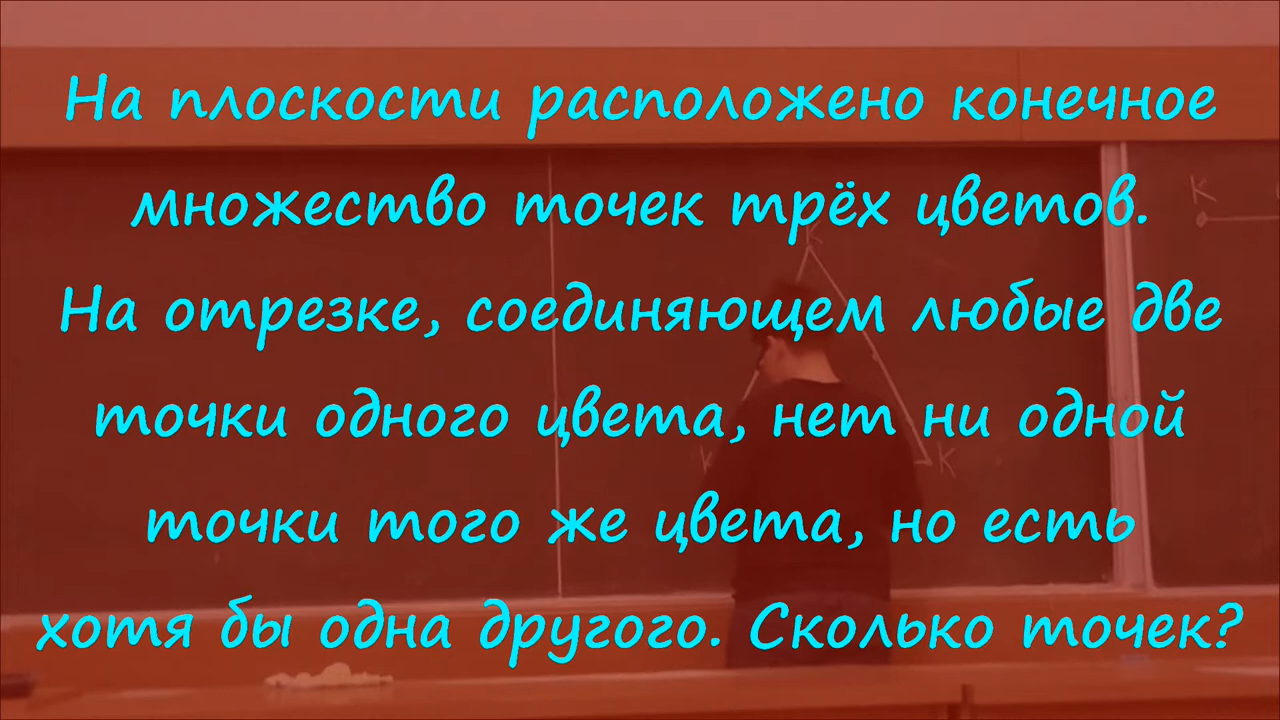 На плоскости расположено конечное
множество точек трёх цветов.
На отрезке, соединяющем любые две
точки одного цвета, нет ни одной
точки того же цвета, но есть
хотя бы одна другого. Сколько точек?
K
K
K